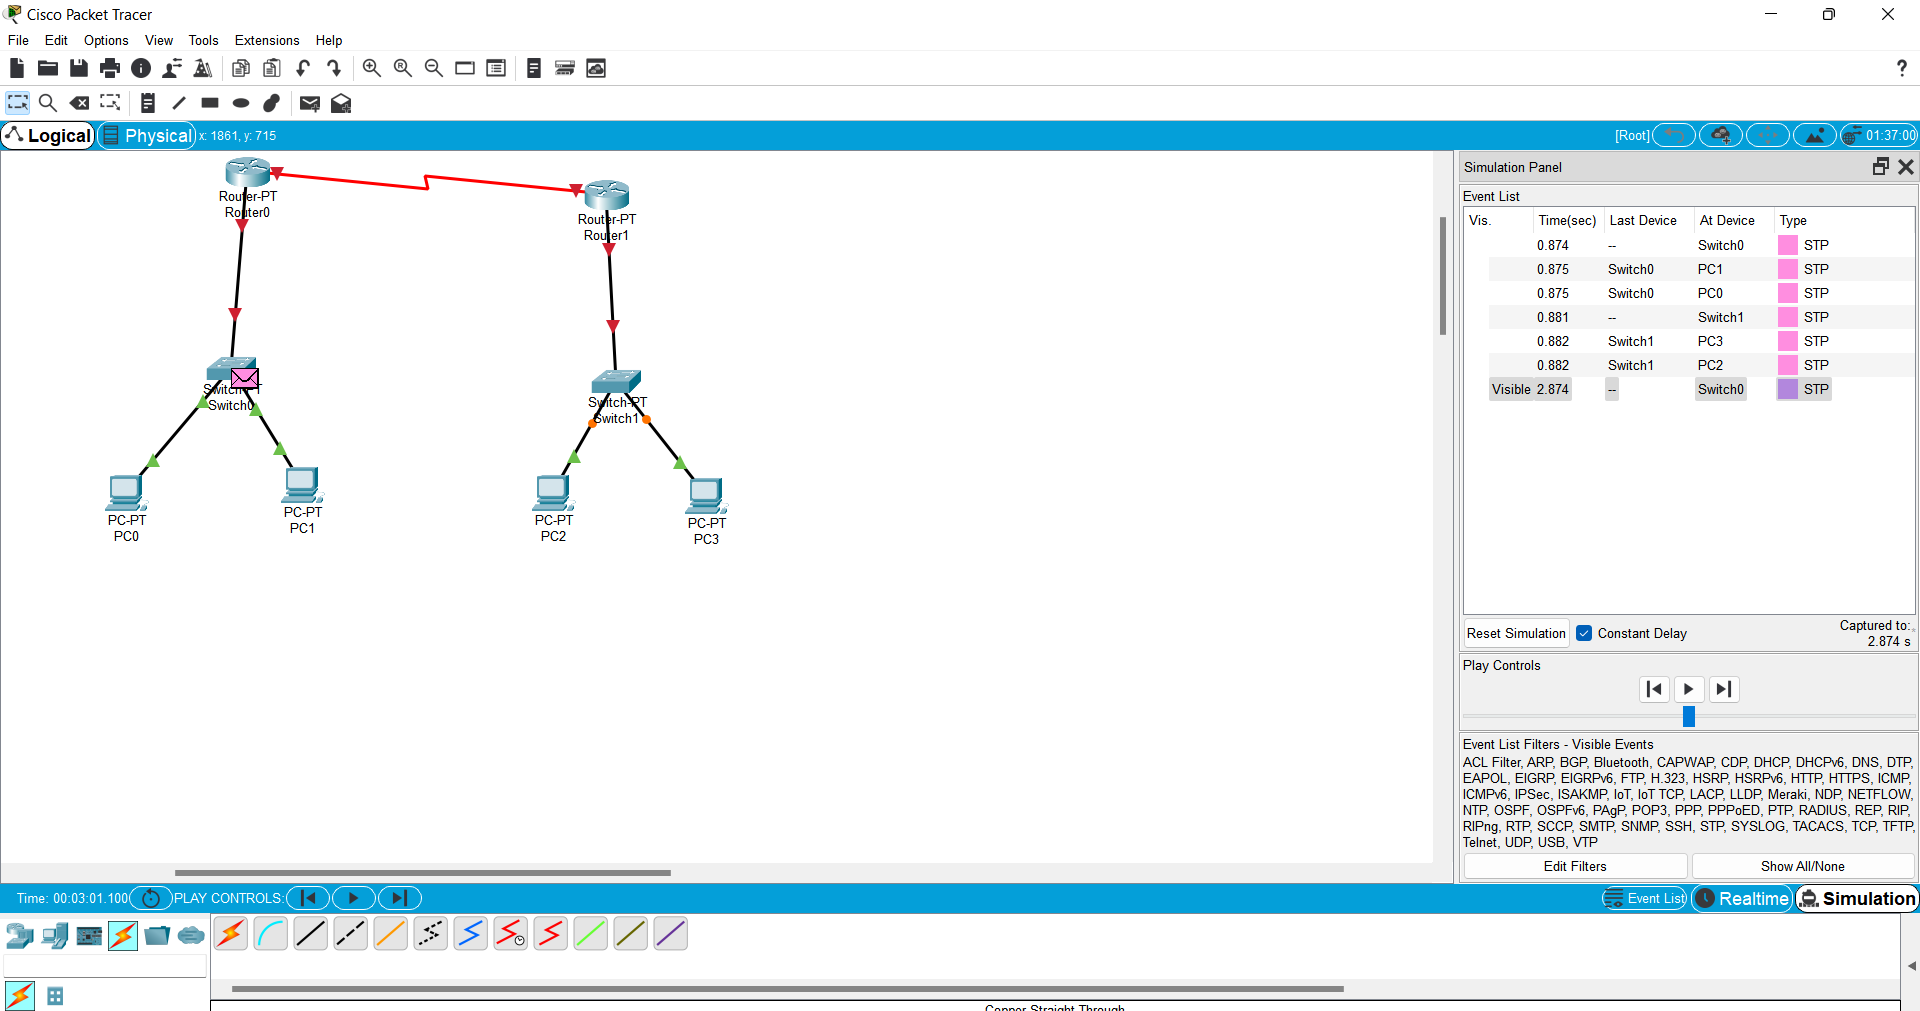 Cisco Packet Tracer
File Edit Options View Tools Extensions Help
?
Logical Physical x: 1861, y: 715 [Root] 01:37:00
Router-PT
Router0
Router-PT
Router1
Switch-PT
Switch0
Switch-PT
Switch1
PC-PT
PC0
PC-PT
PC1
PC-PT
PC2
PC-PT
PC3
Simulation Panel
Event List
Vis. Time(sec) Last Device At Device Type
0.874 -- Switch0 STP
0.875 Switch0 PC1 STP
0.875 Switch0 PC0 STP
0.881 -- Switch1 STP
0.882 Switch1 PC3 STP
0.882 Switch1 PC2 STP
Visible 2.874 -- Switch0 STP
Reset Simulation Constant Delay Captured to:
2.874 s
Play Controls
Event List Filters - Visible Events
ACL Filter, ARP, BGP, Bluetooth, CAPWAP, CDP, DHCP, DHCPv6, DNS, DTP,
EAPOL, EIGRP, EIGRPv6, FTP, H.323, HSRP, HSRPv6, HTTP, HTTPS, ICMP,
ICMPv6, IPSec, ISAKMP, IoT, IoT TCP, LACP, LLDP, Meraki, NDP, NETFLOW,
NTP, OSPF, OSPFv6, PAgP, POP3, PPP, PPPoED, PTP, RADIUS, REP, RIP,
RIPng, RTP, SCCP, SMTP, SNMP, SSH, STP, SYSLOG, TACACS, TCP, TFTP,
Telnet, UDP, USB, VTP
Edit Filters Show All/None
Time: 00:03:01.100 PLAY CONTROLS: Event List Realtime Simulation
Copper Straight-Through